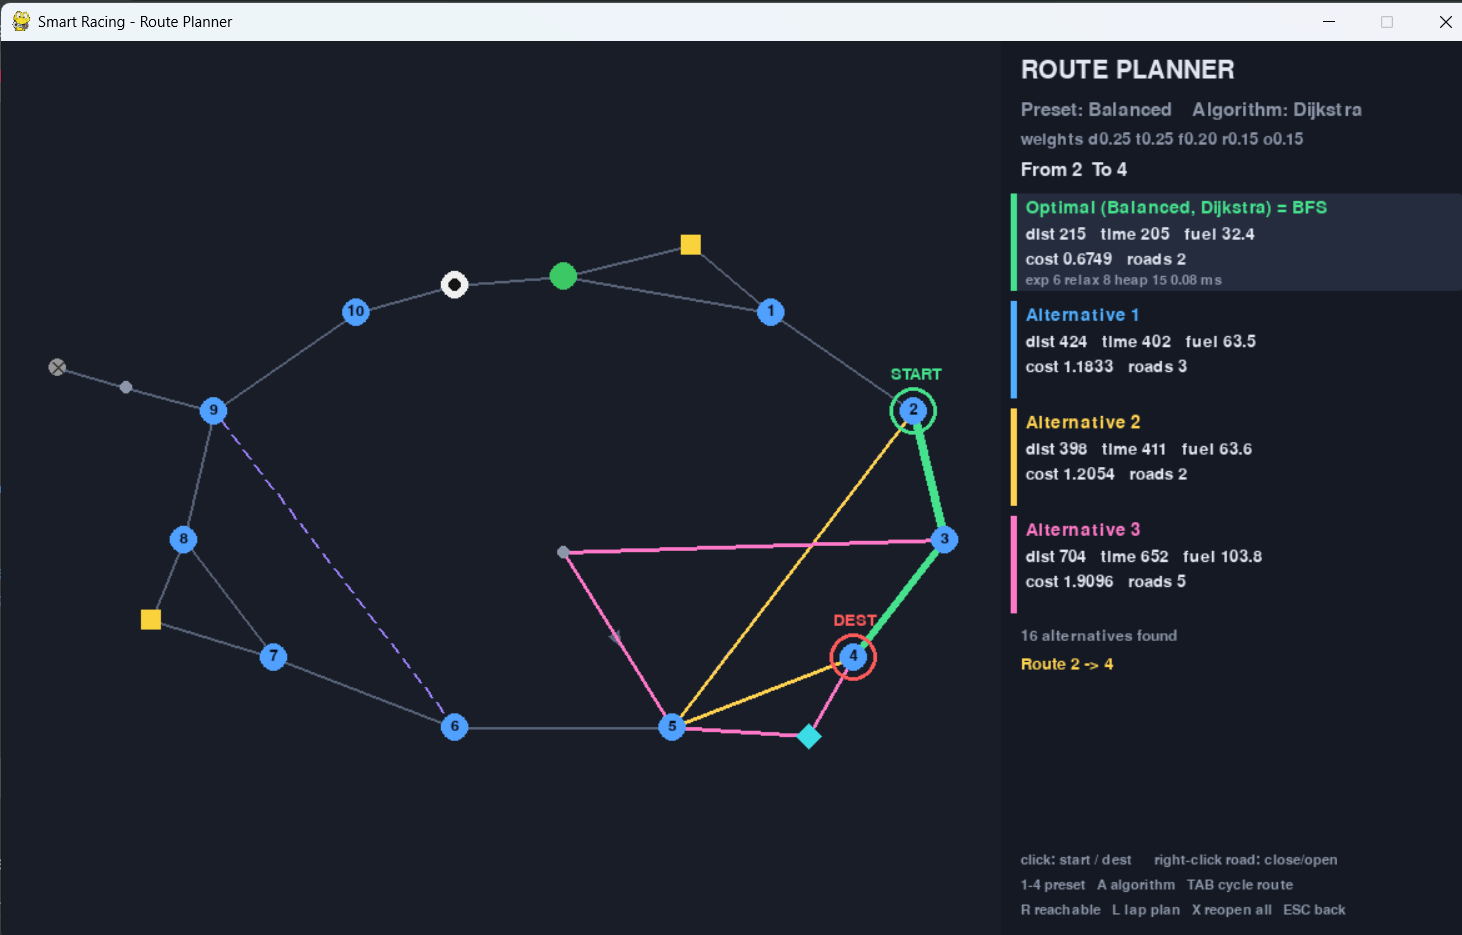 Smart Racing - Route Planner
ROUTE PLANNER
Preset: Balanced Algorithm: Dijkstra
weights d0.25 t0.25 f0.20 r0.15 o0.15
From 2 To 4
Optimal (Balanced, Dijkstra) = BFS
dist 215 time 205 fuel 32.4
cost 0.6749 roads 2
exp 6 relax 8 heap 15 0.08 ms
Alternative 1
dist 424 time 402 fuel 63.5
cost 1.1833 roads 3
Alternative 2
dist 398 time 411 fuel 63.6
cost 1.2054 roads 2
Alternative 3
dist 704 time 652 fuel 103.8
cost 1.9096 roads 5
16 alternatives found
Route 2 -> 4
click: start / dest right-click road: close/open
1-4 preset A algorithm TAB cycle route
R reachable L lap plan X reopen all ESC back
10
1
START
2
9
8
3
DEST
4
7
6
5